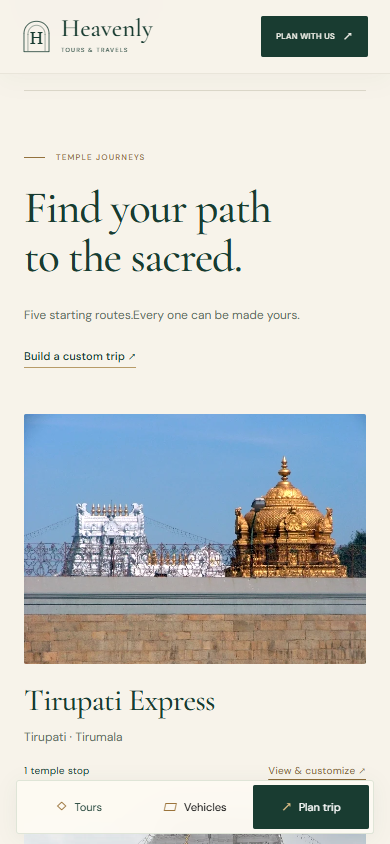 H
Heavenly
TOURS & TRAVELS
PLAN WITH US ↗
TEMPLE JOURNEYS
Find your path
to the sacred.
Five starting routes.Every one can be made yours.
Build a custom trip ↗
Tirupati Express
Tirupati · Tirumala
1 temple stop
View & customize ↗
Tours
Vehicles
↗ Plan trip